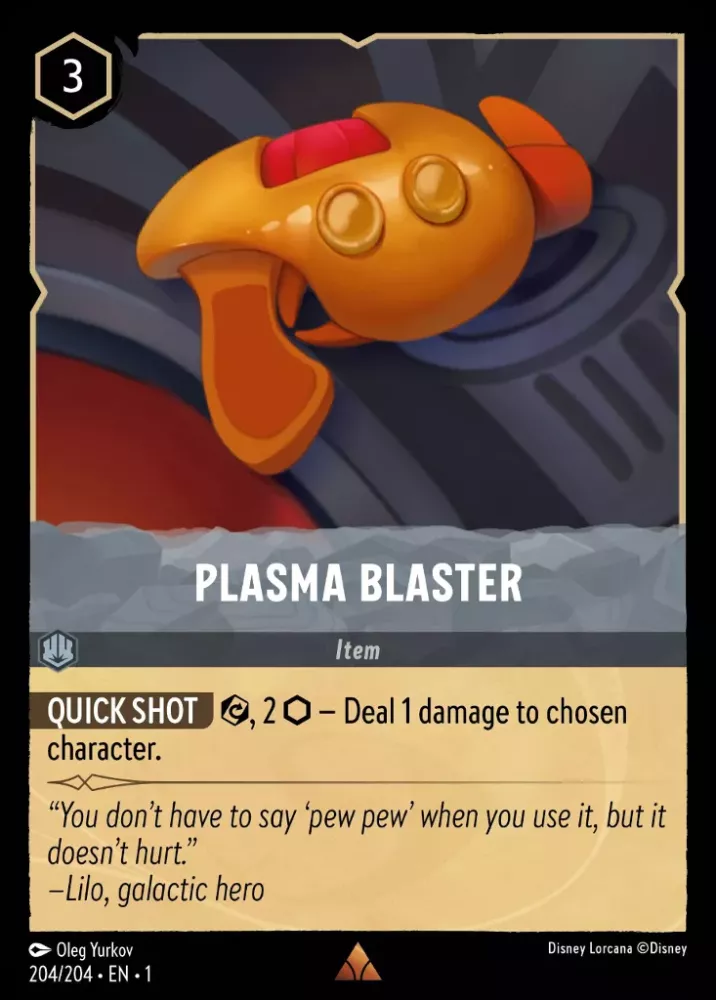 3
PLASMA BLASTER
Item
QUICK SHOT , 2 – Deal 1 damage to chosen
character.
“You don’t have to say ‘pew pew’ when you use it, but it
doesn’t hurt.”
–Lilo, galactic hero
Oleg Yurkov
Disney Lorcana ©Disney
204/204 • EN • 1